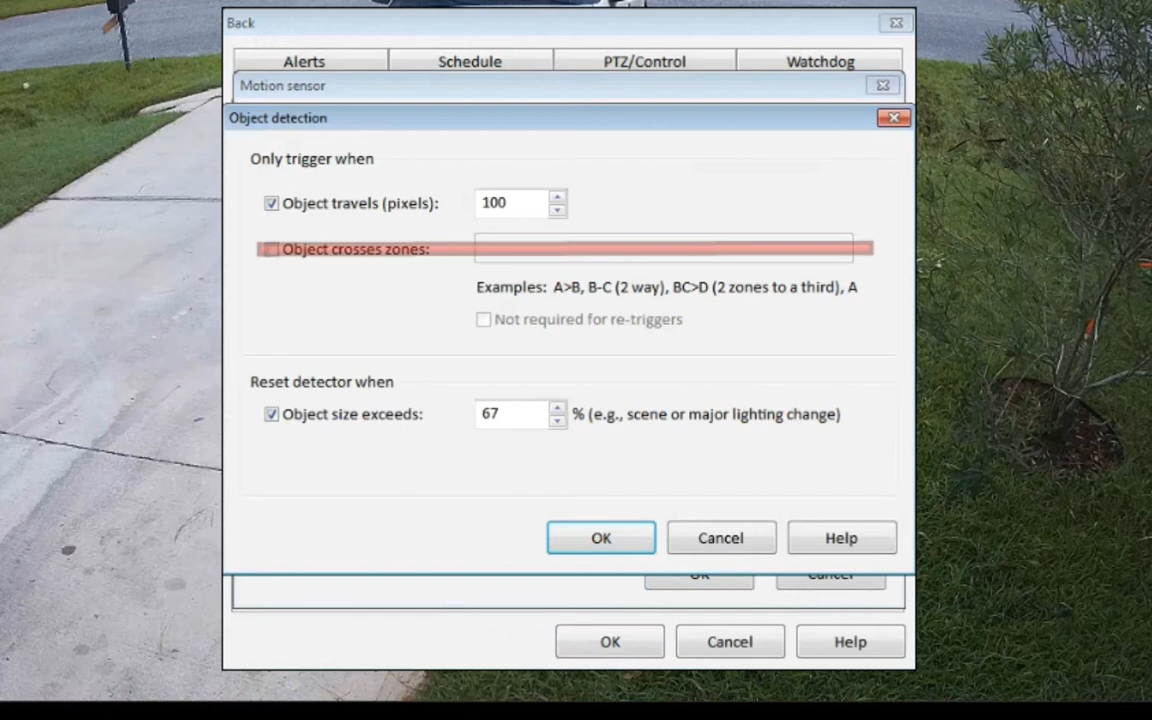 Back
Alerts Schedule PTZ/Control Watchdog
Motion sensor
Object detection
Only trigger when
Object travels (pixels): 100
Object crosses zones:
Examples: A>B, B-C (2 way), BC>D (2 zones to a third), A
Not required for re-triggers
Reset detector when
Object size exceeds: 67 % (e.g., scene or major lighting change)
OK Cancel Help
OK Cancel
OK Cancel Help